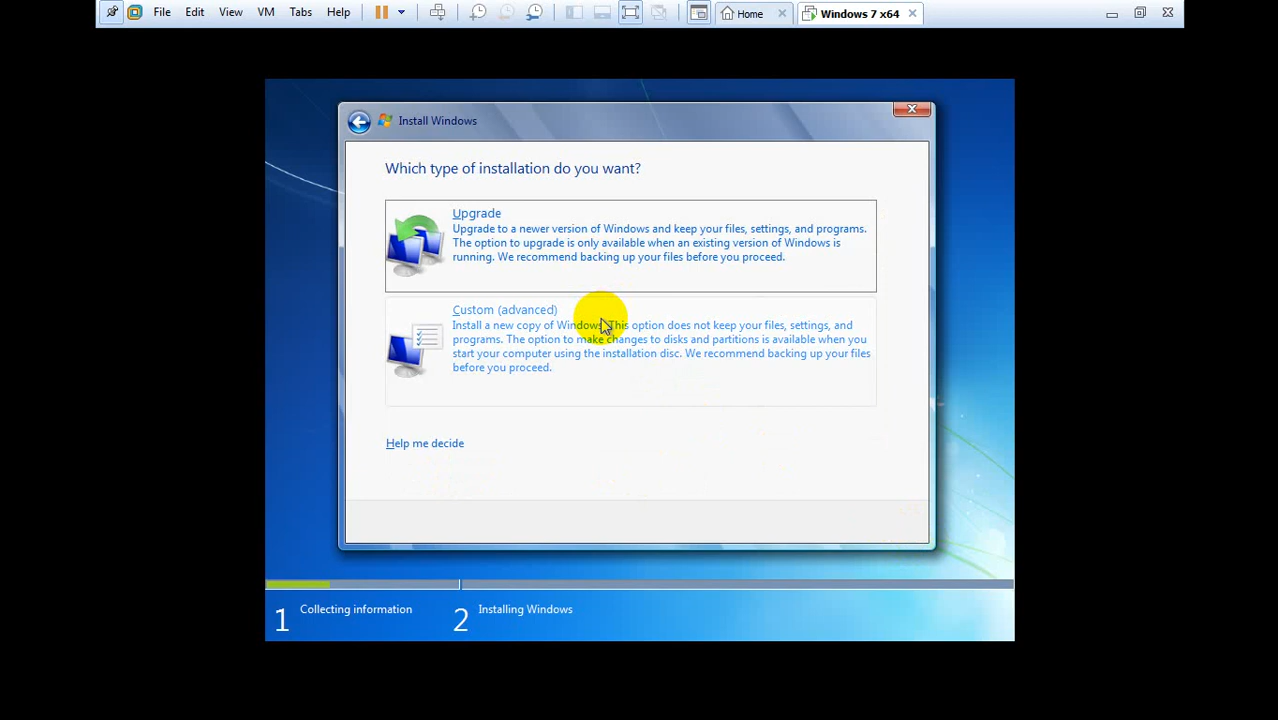 File Edit View VM Tabs Help Home Windows 7 x64
Install Windows
Which type of installation do you want?
Upgrade
Upgrade to a newer version of Windows and keep your files, settings, and programs.
The option to upgrade is only available when an existing version of Windows is
running. We recommend backing up your files before you proceed.
Custom (advanced)
Install a new copy of Windows. This option does not keep your files, settings, and
programs. The option to make changes to disks and partitions is available when you
start your computer using the installation disc. We recommend backing up your files
before you proceed.
Help me decide
1 Collecting information 2 Installing Windows